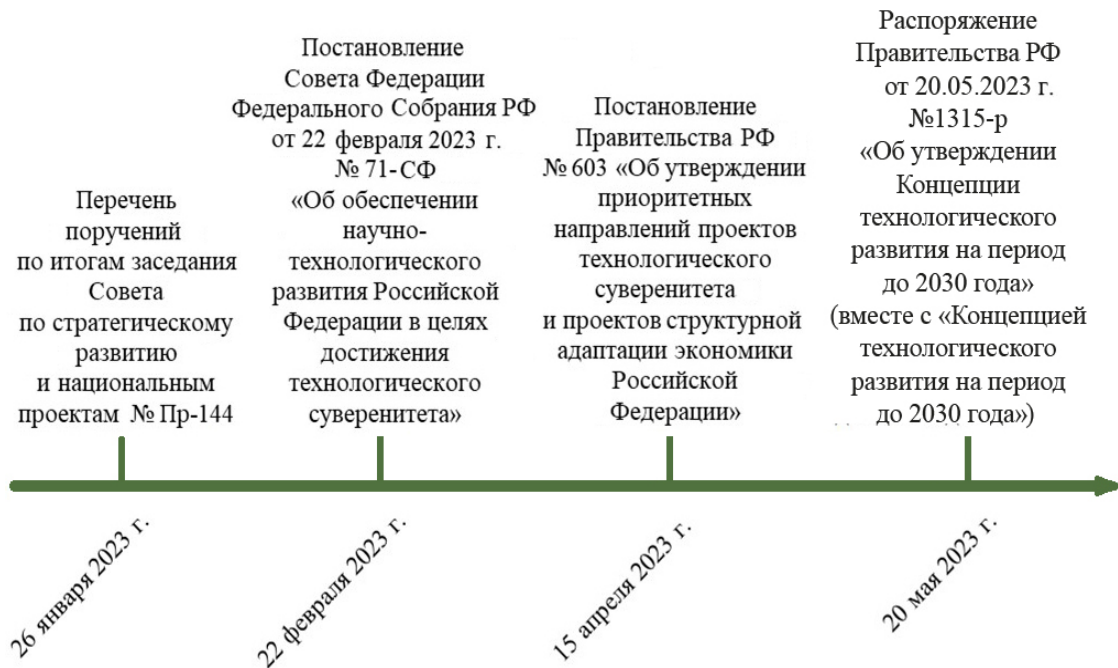 Перечень
поручений
по итогам заседания
Совета
по стратегическому
развитию
и национальным
проектам № Пр-144
Постановление
Совета Федерации
Федерального Собрания РФ
от 22 февраля 2023 г.
№ 71-СФ
«Об обеспечении
научно-
технологического
развития Российской
Федерации в целях
достижения
технологического
суверенитета»
Постановление
Правительства РФ
№ 603 «Об утверждении
приоритетных
направлений проектов
технологического
суверенитета
и проектов структурной
адаптации экономики
Российской
Федерации»
Распоряжение
Правительства РФ
от 20.05.2023 г.
№1315-р
«Об утверждении
Концепции
технологического
развития на период
до 2030 года»
(вместе с «Концепцией
технологического
развития на период
до 2030 года»)
26 января 2023 г.
22 февраля 2023 г.
15 апреля 2023 г.
20 мая 2023 г.